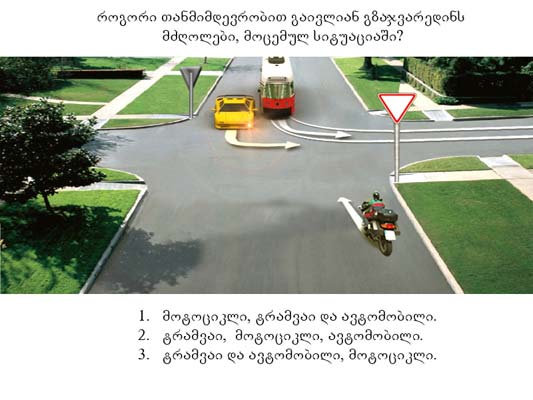 როგორი თანმიმდევრობით გაივლიან გზაჯვარედინს
მძღოლები, მოცემულ სიტუაციაში?
1. მოტოციკლი, ტრამვაი და ავტომობილი.
2. ტრამვაი, მოტოციკლი, ავტომობილი.
3. ტრამვაი და ავტომობილი, მოტოციკლი.